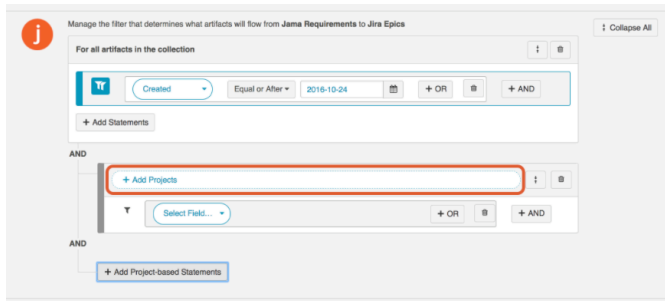 j
Manage the filter that determines what artifacts will flow from Jama Requirements to Jira Epics
Collapse All
For all artifacts in the collection
Created Equal or After 2016-10-24 + OR + AND
+ Add Statements
AND
+ Add Projects
Select Field... + OR + AND
AND
+ Add Project-based Statements